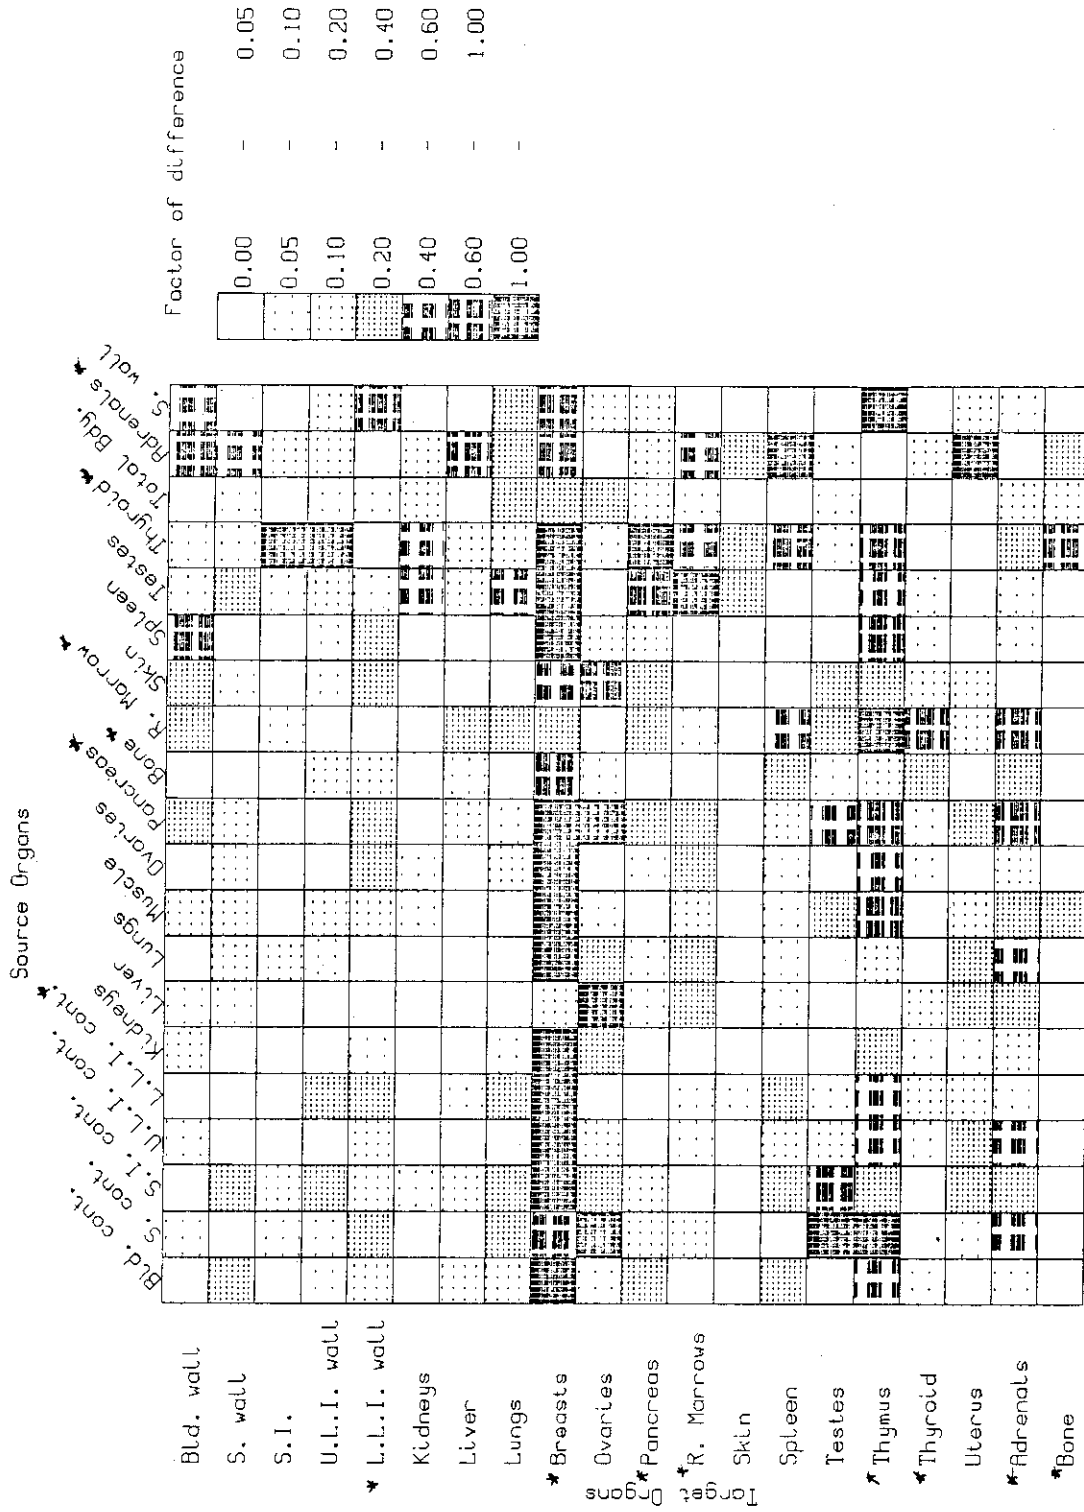 Source Organs
Bld. cont.
S. cont.
S.I. cont.
U.L.I. cont.
L.L.I. cont.
Kidneys
Liver *
Lungs
Muscle
Ovaries
Pancreas *
Bone *
R. Marrow *
Skin
Spleen
Testes
Thyroid *
Total Bdy.
Adrenals *
S. wall
Factor of difference
0.00 - 0.05
0.05 - 0.10
0.10 - 0.20
0.20 - 0.40
0.40 - 0.60
0.60 - 1.00
1.00 -
Target Organs
Bld. wall
S. wall
S.I.
U.L.I. wall
* L.L.I. wall
Kidneys
Liver
Lungs
* Breasts
Ovaries
* Pancreas
* R. Marrows
Skin
Spleen
Testes
* Thymus
* Thyroid
Uterus
* Adrenals
* Bone